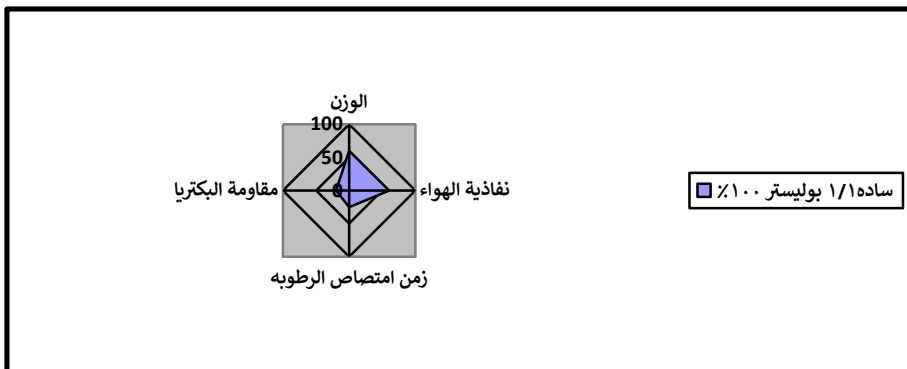 الوزن
100
50
0
نفاذية الهواء
مقاومة البكتريا
زمن امتصاص الرطوبه
ساده١/١ بوليستر ١٠٠٪